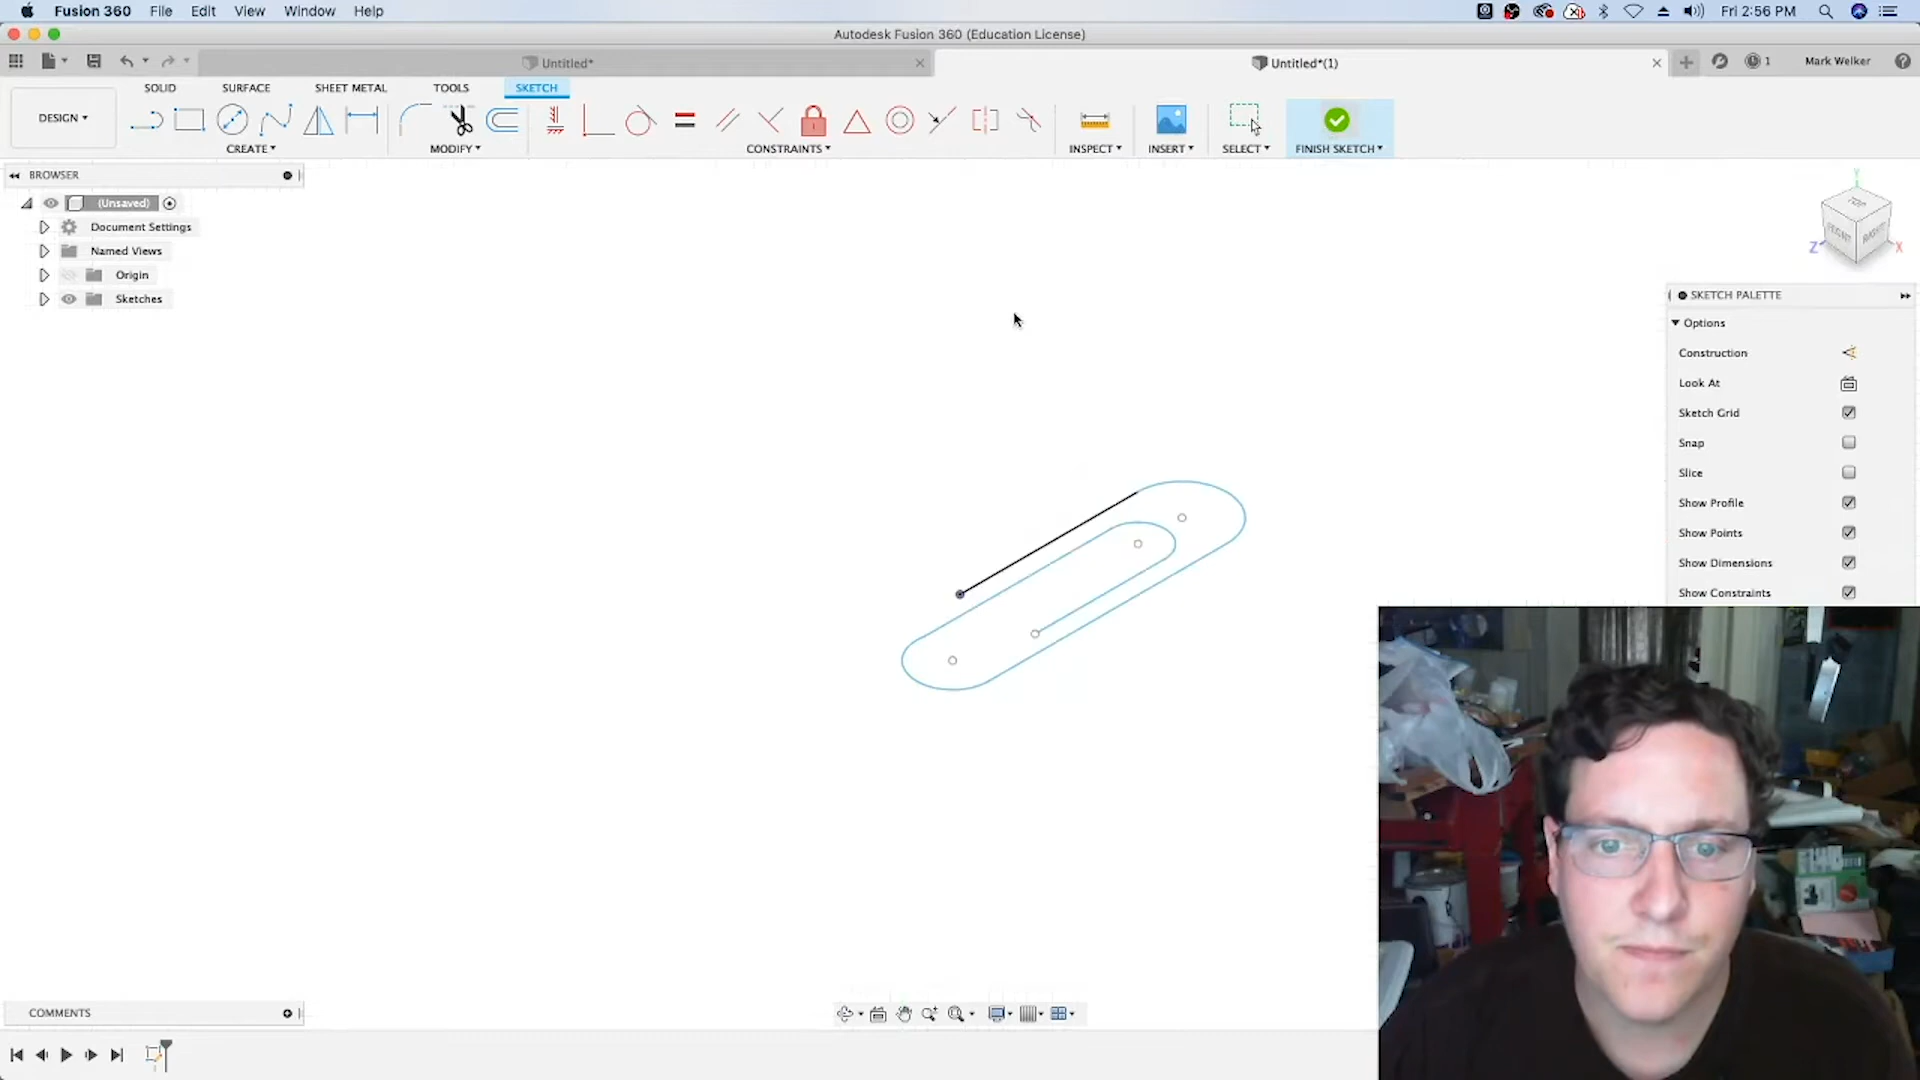 Fusion 360 File Edit View Window Help Fri 2:56 PM
Autodesk Fusion 360 (Education License)
Untitled* Untitled*(1) 1 Mark Welker
SOLID SURFACE SHEET METAL TOOLS SKETCH
DESIGN
CREATE MODIFY CONSTRAINTS INSPECT INSERT SELECT FINISH SKETCH
BROWSER
(Unsaved)
Document Settings
Named Views
Origin
Sketches
Y
TOP
RIGHT
Z
X
SKETCH PALETTE
Options
Construction
Look At
Sketch Grid
Snap
Slice
Show Profile
Show Points
Show Dimensions
Show Constraints
COMMENTS